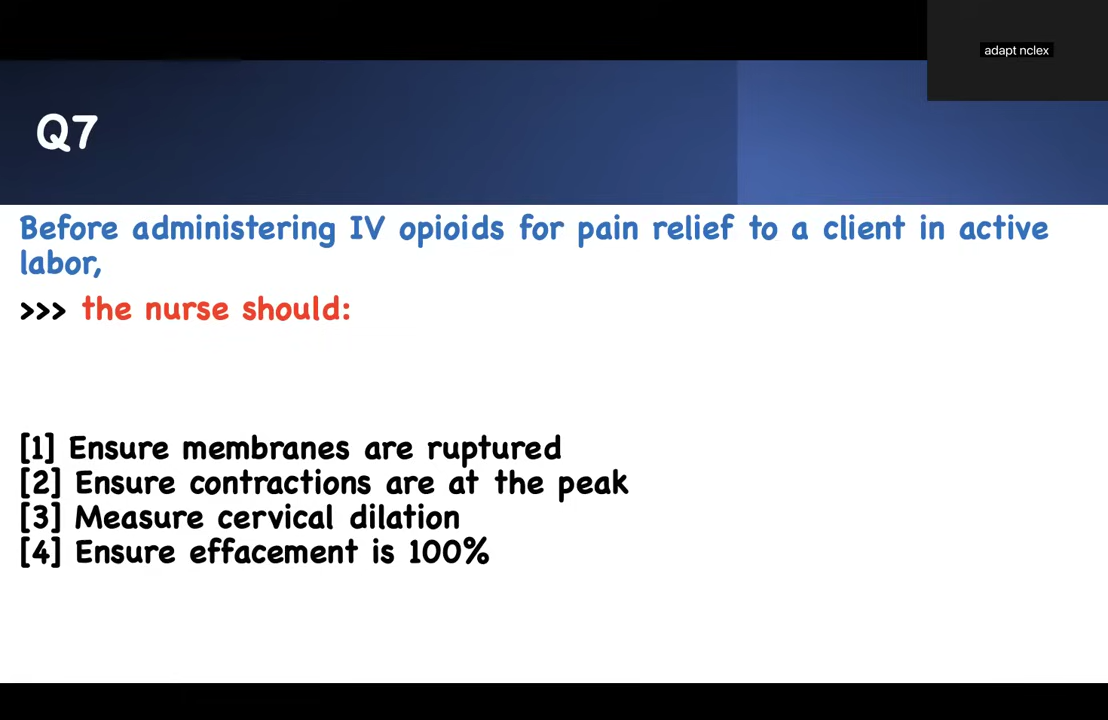 adapt nclex
Q7
Before administering IV opioids for pain relief to a client in active
labor,
>>> the nurse should:
[1] Ensure membranes are ruptured
[2] Ensure contractions are at the peak
[3] Measure cervical dilation
[4] Ensure effacement is 100%